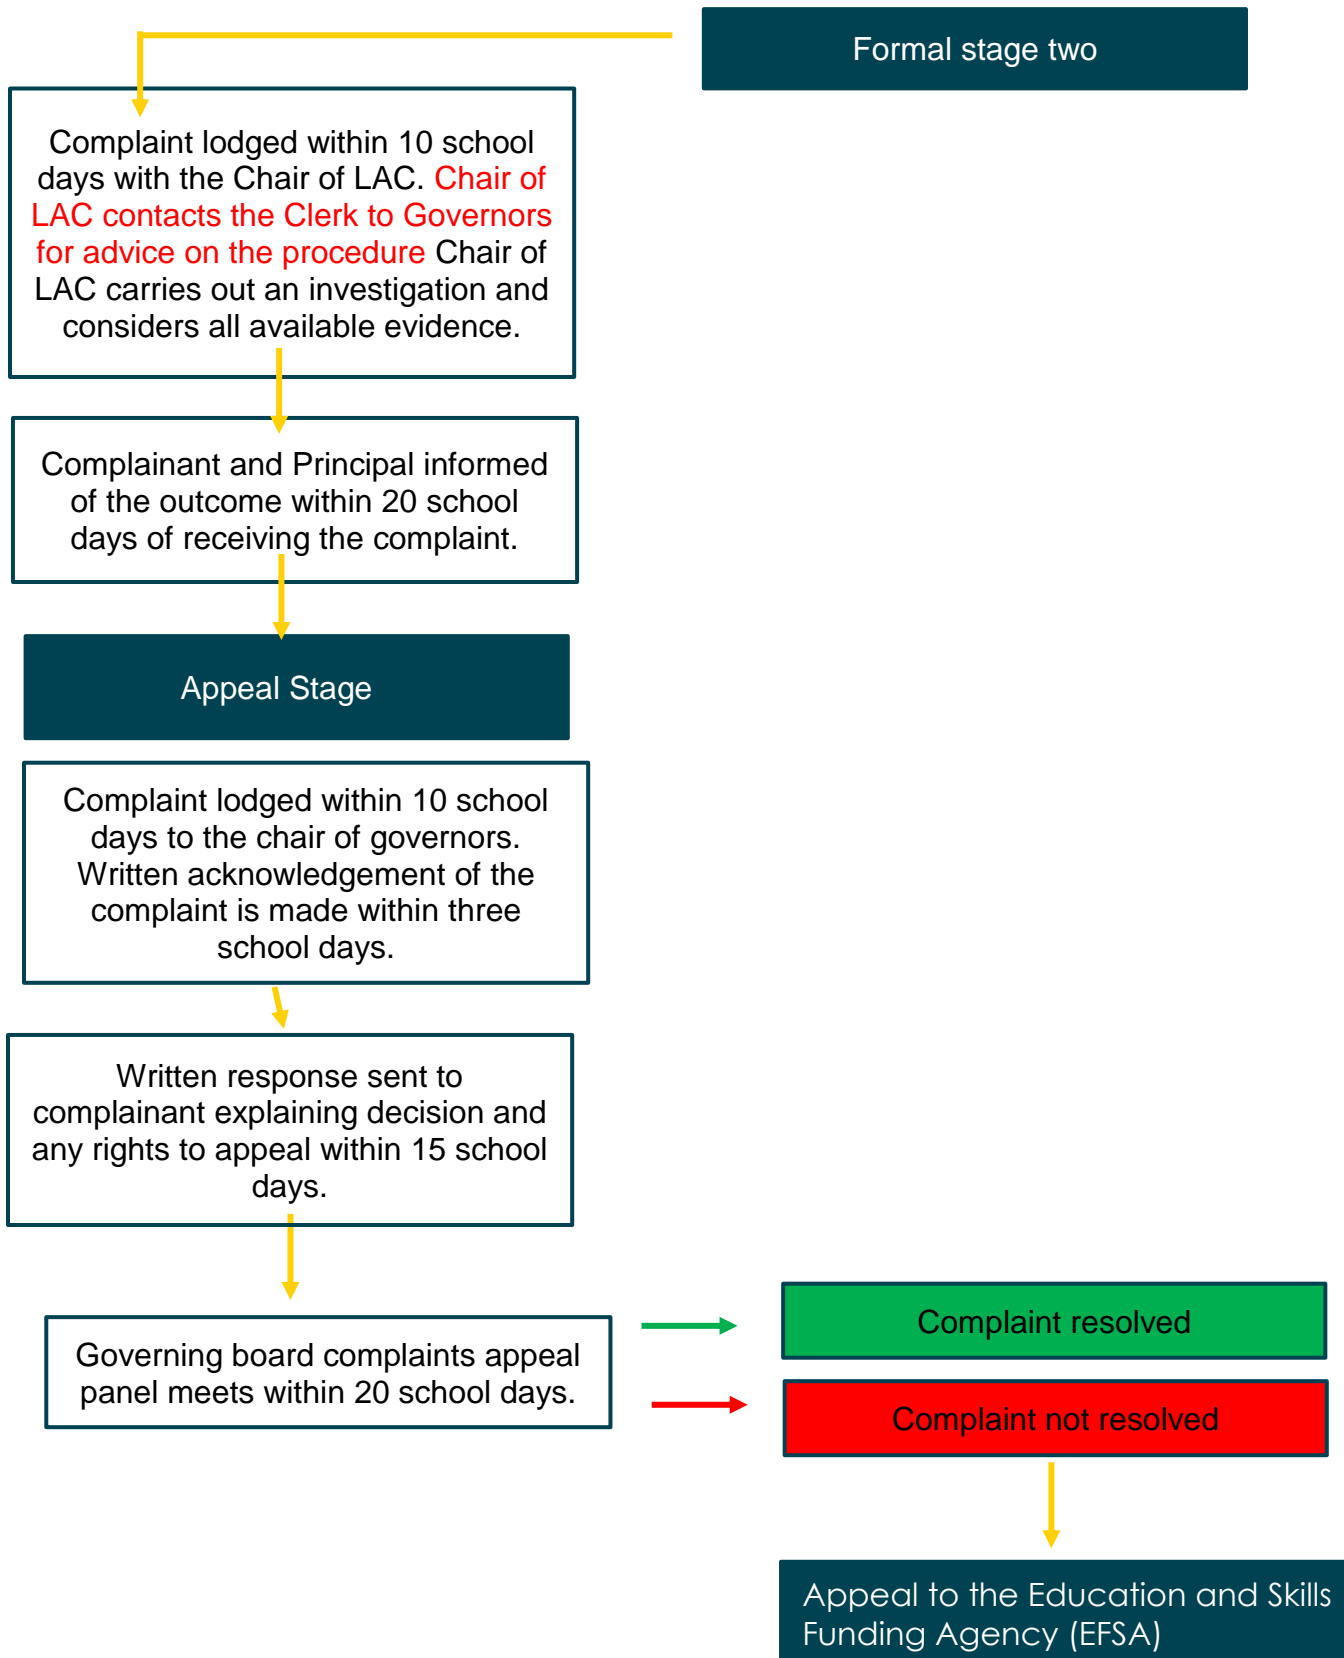 Formal stage two
Complaint lodged within 10 school
days with the Chair of LAC. Chair of
LAC contacts the Clerk to Governors
for advice on the procedure Chair of
LAC carries out an investigation and
considers all available evidence.
Complainant and Principal informed
of the outcome within 20 school
days of receiving the complaint.
Appeal Stage
Complaint lodged within 10 school
days to the chair of governors.
Written acknowledgement of the
complaint is made within three
school days.
Written response sent to
complainant explaining decision and
any rights to appeal within 15 school
days.
Governing board complaints appeal
panel meets within 20 school days.
Complaint resolved
Complaint not resolved
Appeal to the Education and Skills
Funding Agency (EFSA)